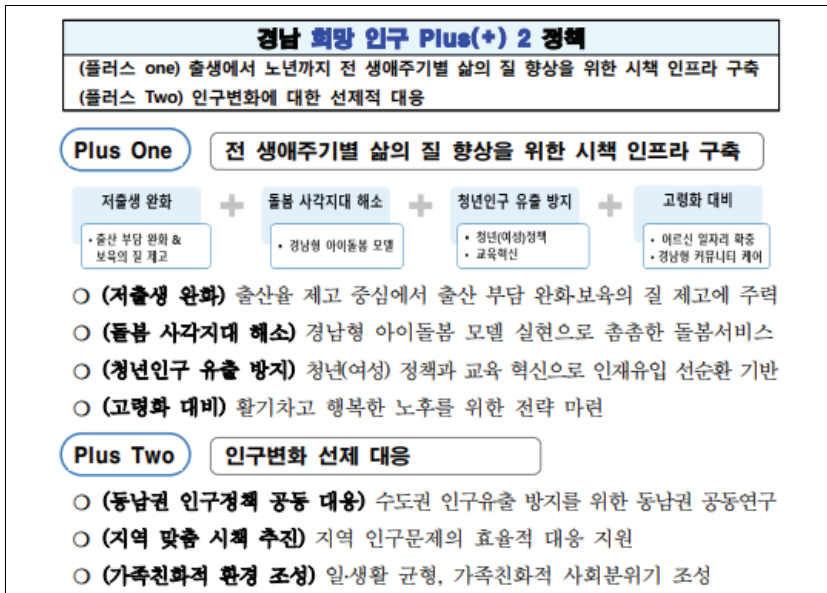 경남 희망 인구 Plus(+) 2 정책
(플러스 one) 출생에서 노년까지 전 생애주기별 삶의 질 향상을 위한 시책 인프라 구축
(플러스 Two) 인구변화에 대한 선제적 대응
Plus One
전 생애주기별 삶의 질 향상을 위한 시책 인프라 구축
저출생 완화 + 돌봄 사각지대 해소 + 청년인구 유출 방지 + 고령화 대비
• 출산 부담 완화 &
보육의 질 제고
• 경남형 아이돌봄 모델
• 청년(여성)정책
• 교육혁신
• 어르신 일자리 확충
• 경남형 커뮤니티 케어
❍ (저출생 완화) 출산율 제고 중심에서 출산 부담 완화·보육의 질 제고에 주력
❍ (돌봄 사각지대 해소) 경남형 아이돌봄 모델 실현으로 촘촘한 돌봄서비스
❍ (청년인구 유출 방지) 청년(여성) 정책과 교육 혁신으로 인재유입 선순환 기반
❍ (고령화 대비) 활기차고 행복한 노후를 위한 전략 마련
Plus Two
인구변화 선제 대응
❍ (동남권 인구정책 공동 대응) 수도권 인구유출 방지를 위한 동남권 공동연구
❍ (지역 맞춤 시책 추진) 지역 인구문제의 효율적 대응 지원
❍ (가족친화적 환경 조성) 일·생활 균형, 가족친화적 사회분위기 조성